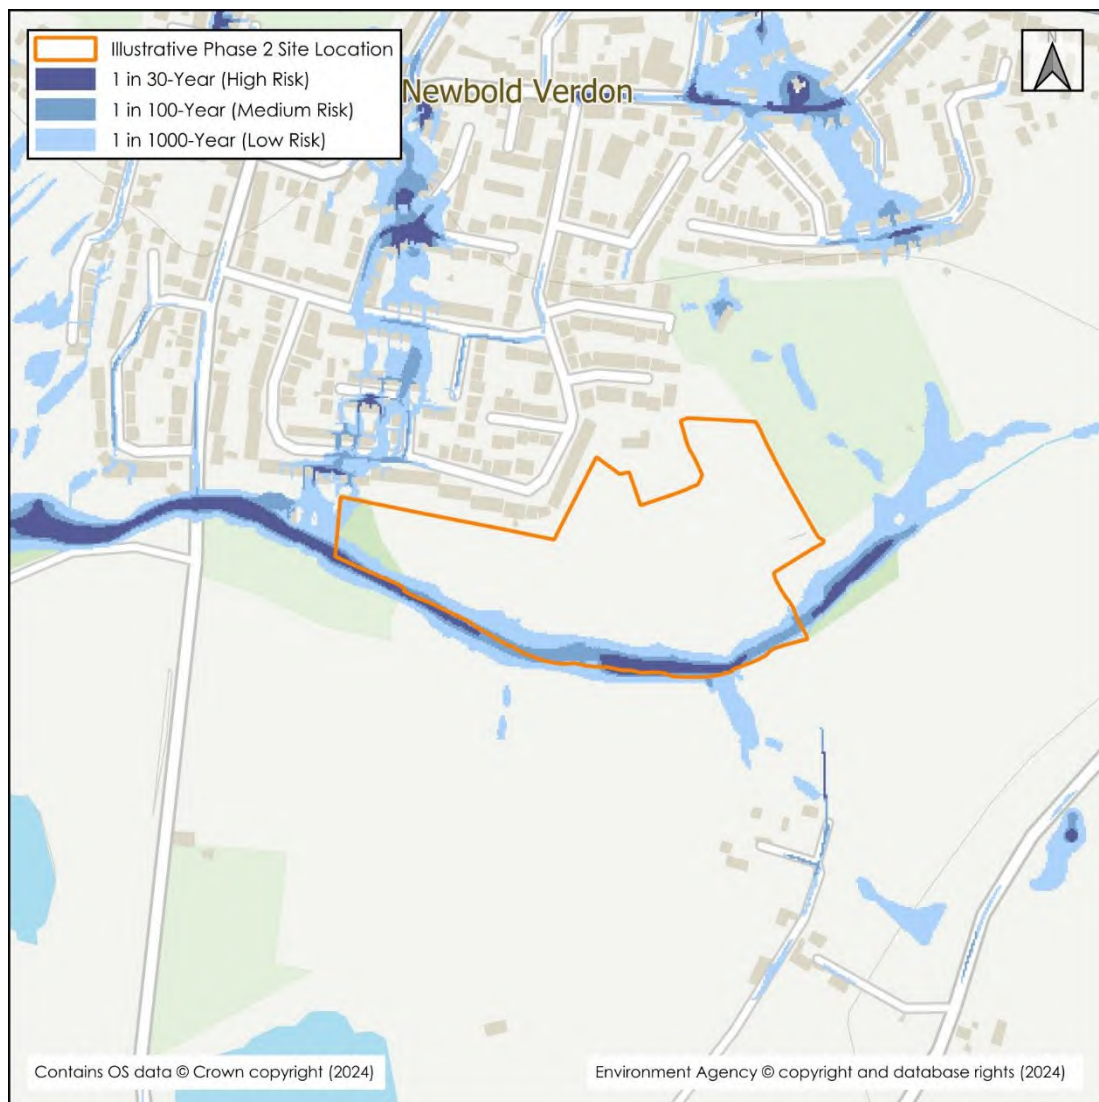 Illustrative Phase 2 Site Location
1 in 30-Year (High Risk)
1 in 100-Year (Medium Risk)
1 in 1000-Year (Low Risk)
Newbold Verdon
N
Contains OS data © Crown copyright (2024)
Environment Agency © copyright and database rights (2024)